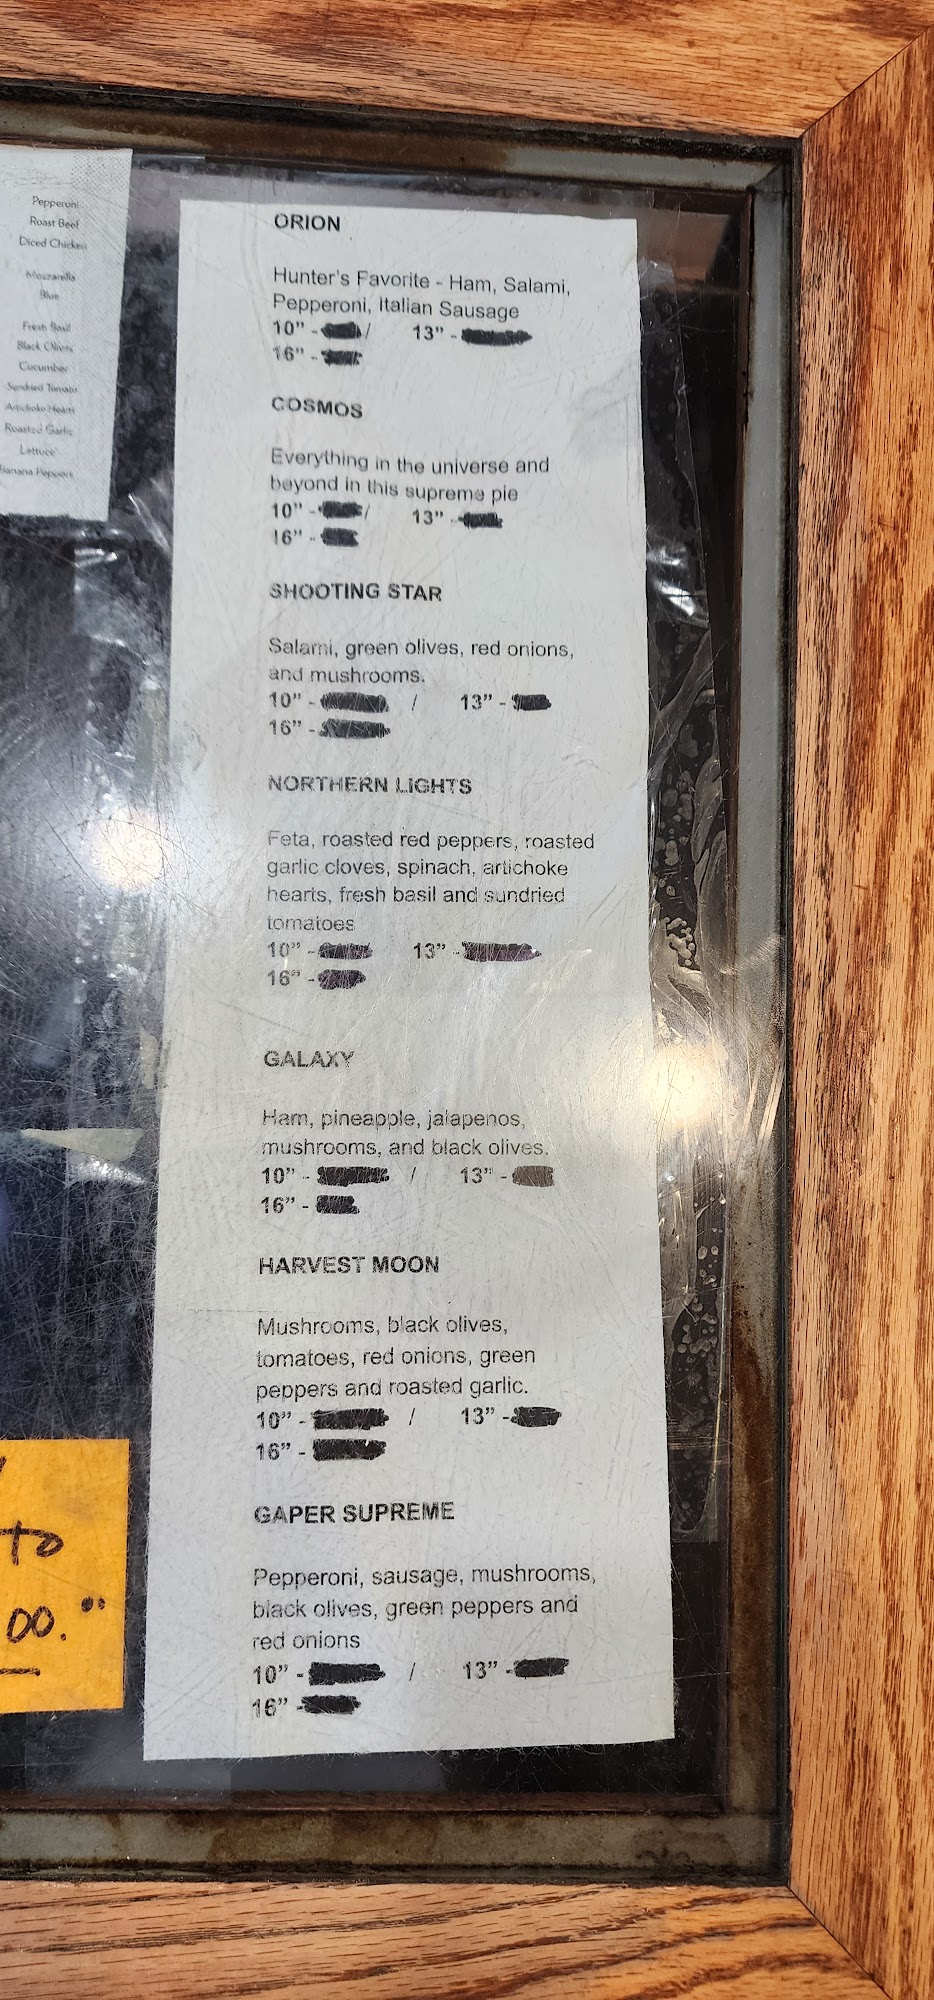 Pepperoni
Roast Beef
Diced Chicken
Mozzarella
Blue
Fresh Basil
Black Olives
Cucumber
Sundried Tomato
Artichoke Hearts
Roasted Garlic
Lettuce
Banana Peppers
to
00."
ORION
Hunter's Favorite - Ham, Salami,
Pepperoni, Italian Sausage
10" - / 13" -
16" -
COSMOS
Everything in the universe and
beyond in this supreme pie
10" - / 13" -
16" -
SHOOTING STAR
Salami, green olives, red onions,
and mushrooms.
10" - / 13" -
16" -
NORTHERN LIGHTS
Feta, roasted red peppers, roasted
garlic cloves, spinach, artichoke
hearts, fresh basil and sundried
tomatoes
10" - 13" -
16" -
GALAXY
Ham, pineapple, jalapenos,
mushrooms, and black olives.
10" - / 13" -
16" -
HARVEST MOON
Mushrooms, black olives,
tomatoes, red onions, green
peppers and roasted garlic.
10" - / 13" -
16" -
GAPER SUPREME
Pepperoni, sausage, mushrooms,
black olives, green peppers and
red onions
10" - / 13" -
16" -